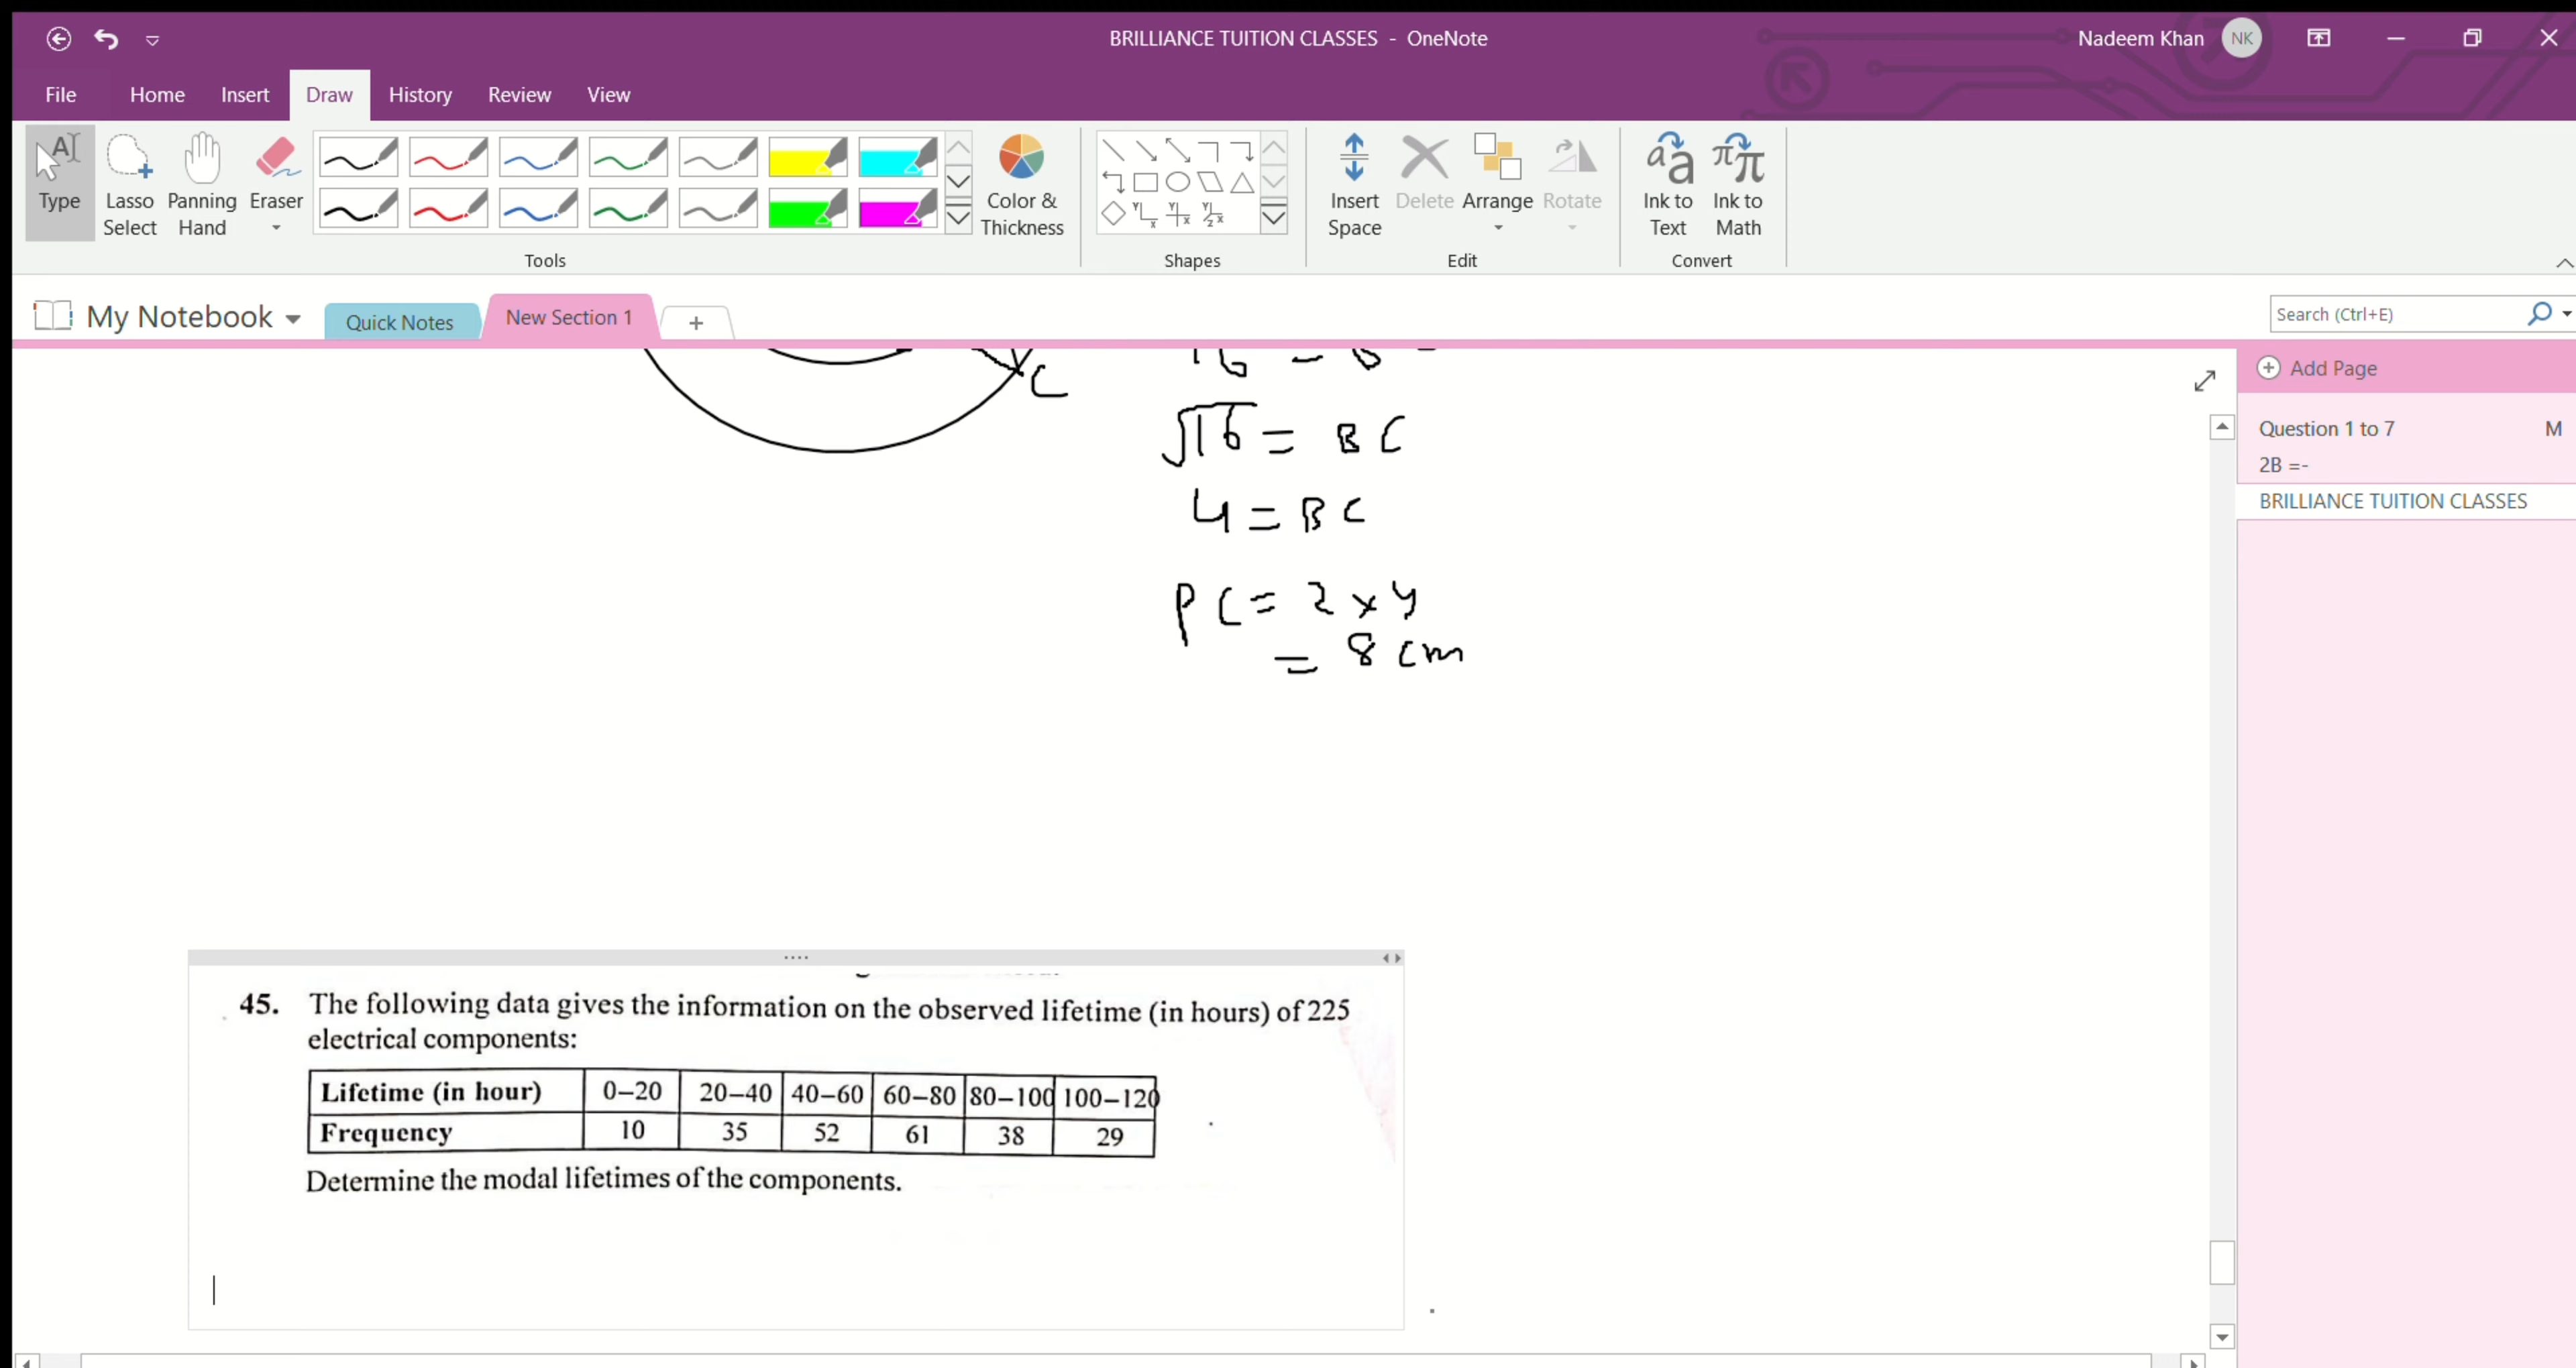 BRILLIANCE TUITION CLASSES - OneNote
Nadeem Khan NK
File Home Insert Draw History Review View
Type Lasso Select Panning Hand Eraser
Color & Thickness
Insert Space Delete Arrange Rotate
Ink to Text Ink to Math
Tools Shapes Edit Convert
My Notebook Quick Notes New Section 1 +
Search (Ctrl+E)
Add Page
Question 1 to 7 M
2B =-
BRILLIANCE TUITION CLASSES
C
√16 = BC
4 = BC
PC = 2 x 4
= 8 cm
45. The following data gives the information on the observed lifetime (in hours) of 225
electrical components:
Lifetime (in hour) 0–20 20–40 40–60 60–80 80–100 100–120
Frequency 10 35 52 61 38 29
Determine the modal lifetimes of the components.